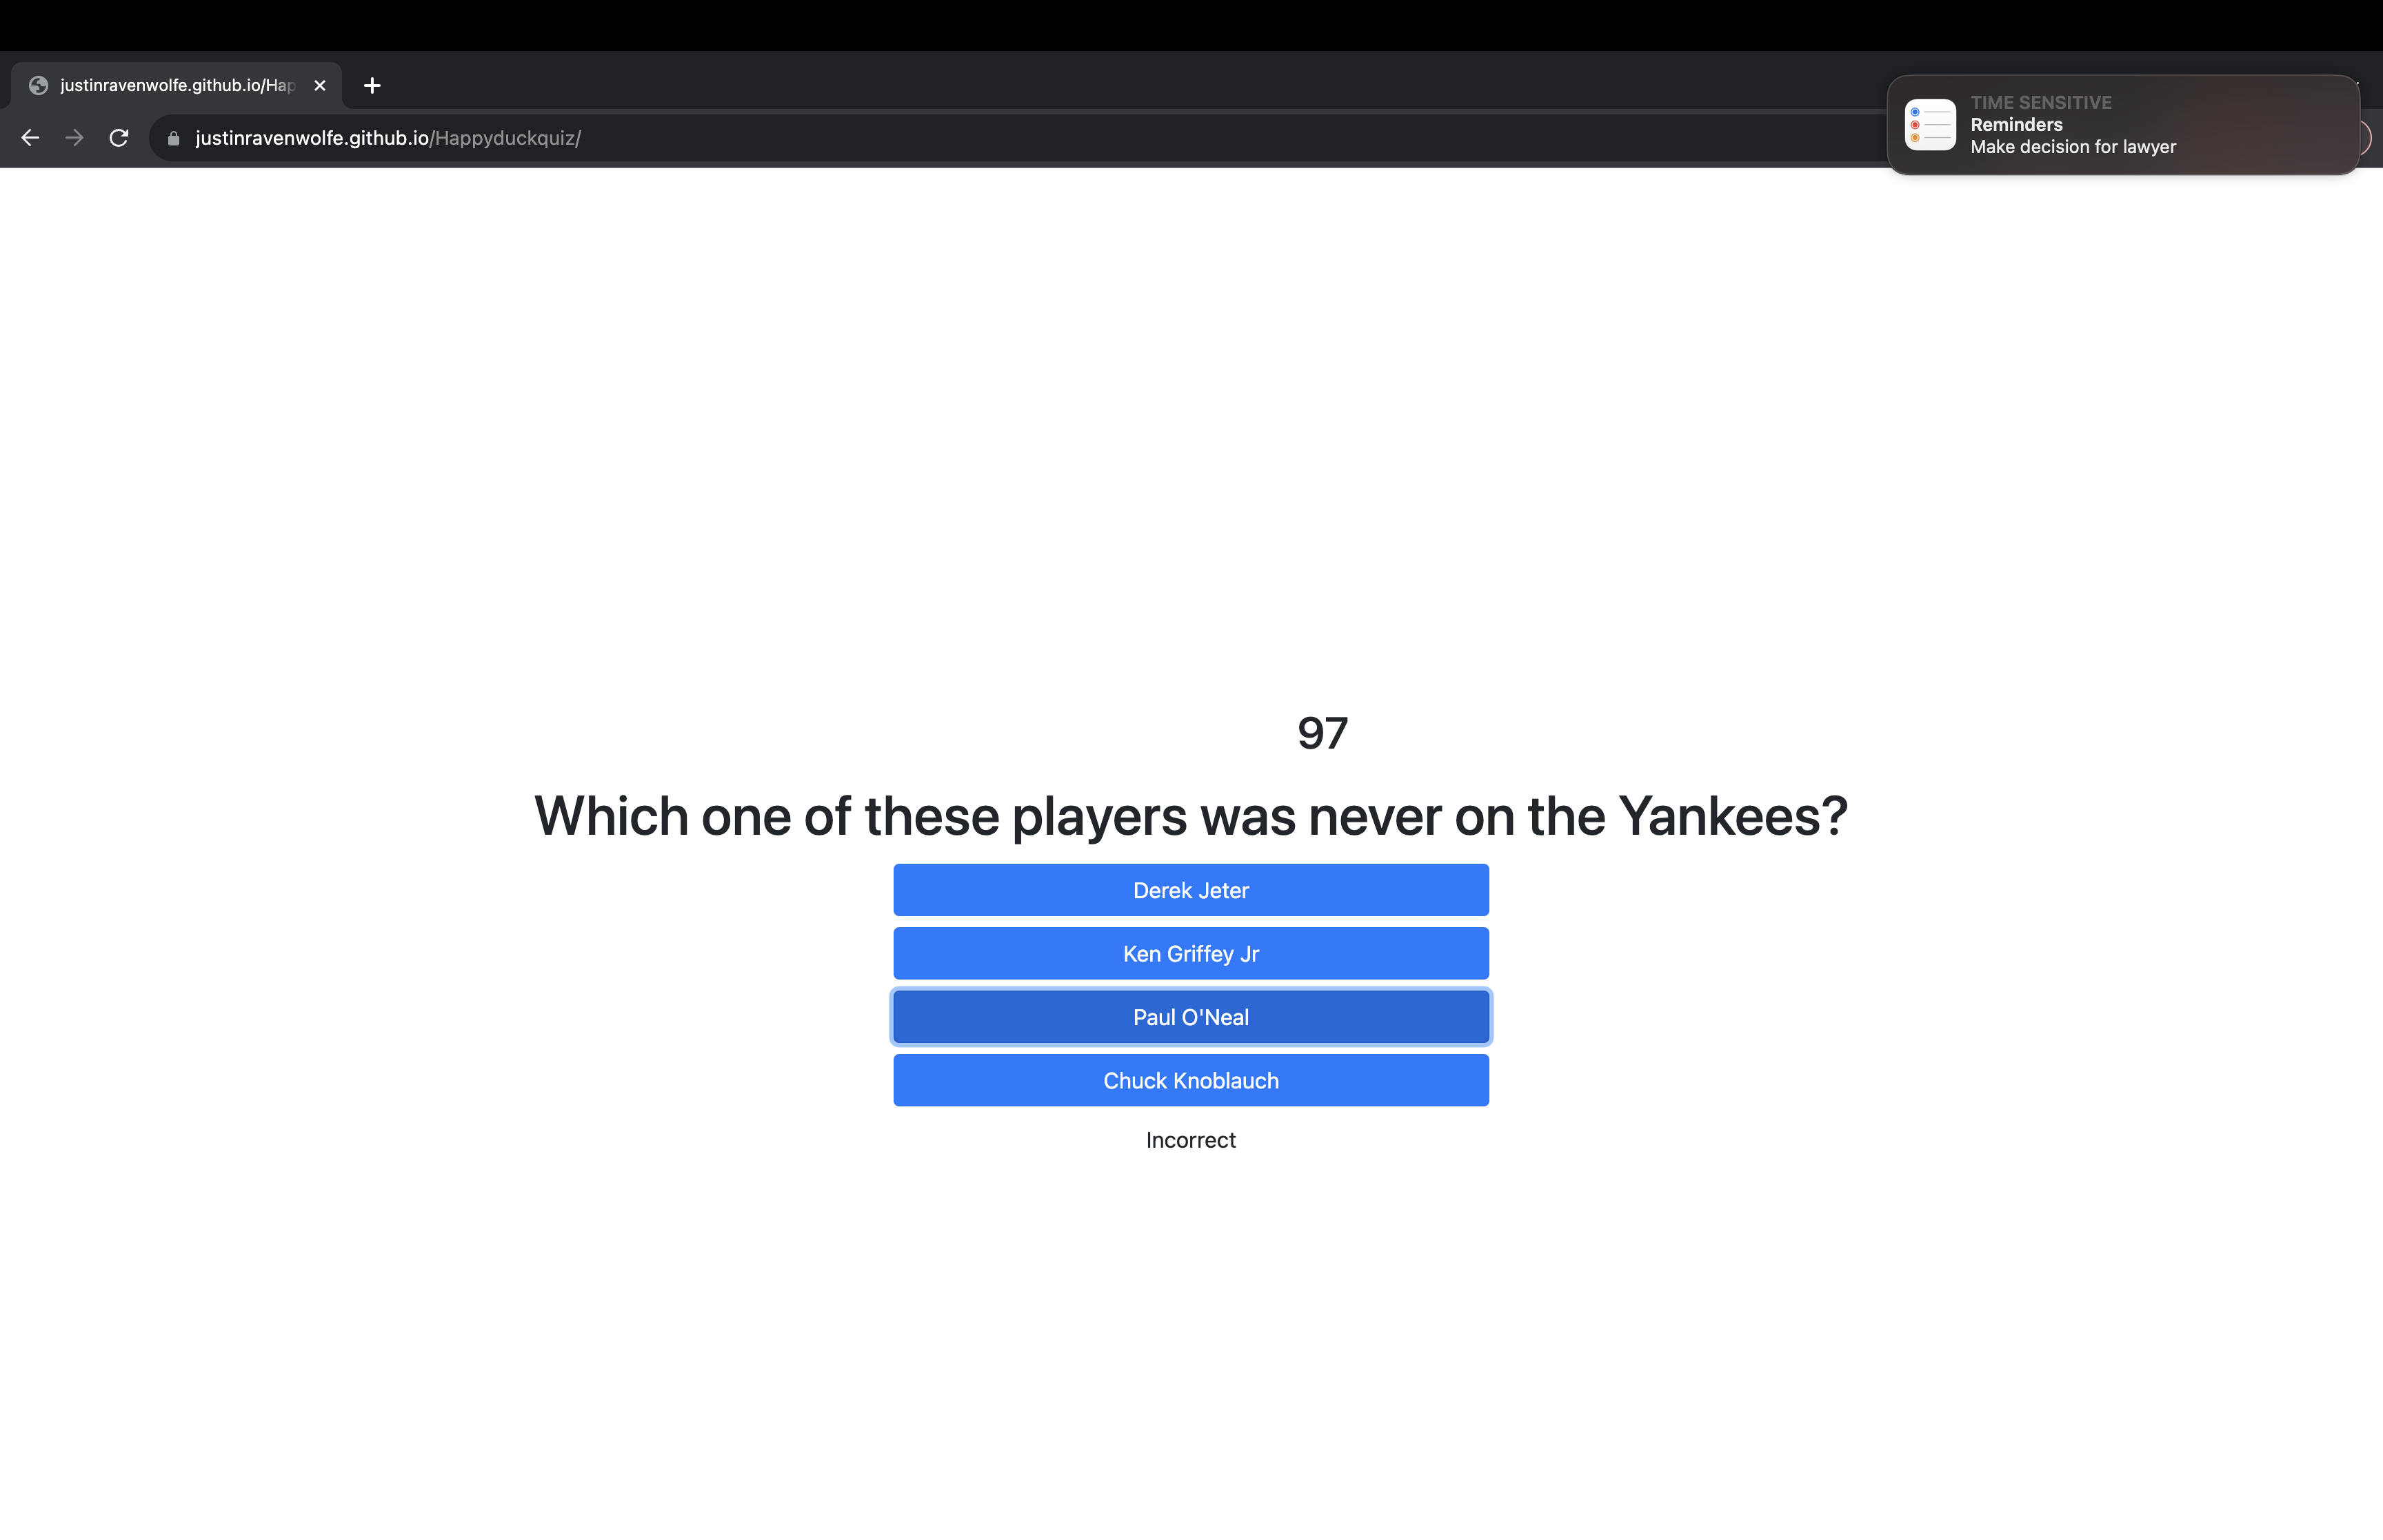 justinravenwolfe.github.io/Hap
justinravenwolfe.github.io/Happyduckquiz/
TIME SENSITIVE
Reminders
Make decision for lawyer
97
Which one of these players was never on the Yankees?
Derek Jeter
Ken Griffey Jr
Paul O'Neal
Chuck Knoblauch
Incorrect